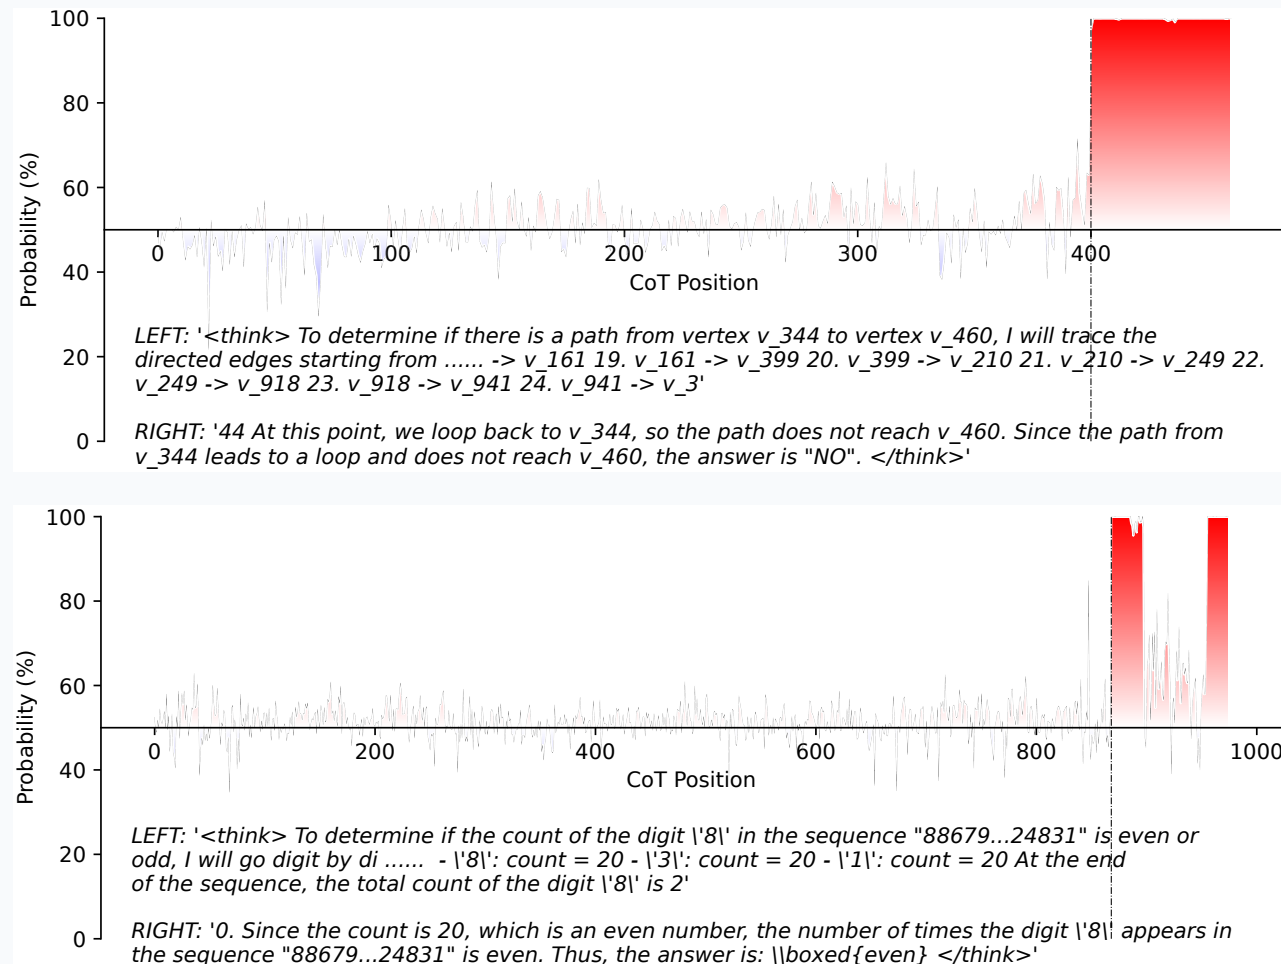 100
80
60
40
20
0
Probability (%)
0 100 200 300 400
CoT Position
LEFT: '<think> To determine if there is a path from vertex v_344 to vertex v_460, I will trace the
directed edges starting from ...... -> v_161 19. v_161 -> v_399 20. v_399 -> v_210 21. v_210 -> v_249 22.
v_249 -> v_918 23. v_918 -> v_941 24. v_941 -> v_3'
RIGHT: '44 At this point, we loop back to v_344, so the path does not reach v_460. Since the path from
v_344 leads to a loop and does not reach v_460, the answer is "NO". </think>'
100
80
60
40
20
0
Probability (%)
0 200 400 600 800 1000
CoT Position
LEFT: '<think> To determine if the count of the digit \'8\' in the sequence "88679...24831" is even or
odd, I will go digit by di ...... - \'8\': count = 20 - \'3\': count = 20 - \'1\': count = 20 At the end
of the sequence, the total count of the digit \'8\' is 2'
RIGHT: '0. Since the count is 20, which is an even number, the number of times the digit \'8\' appears in
the sequence "88679...24831" is even. Thus, the answer is: \\boxed{even} </think>'